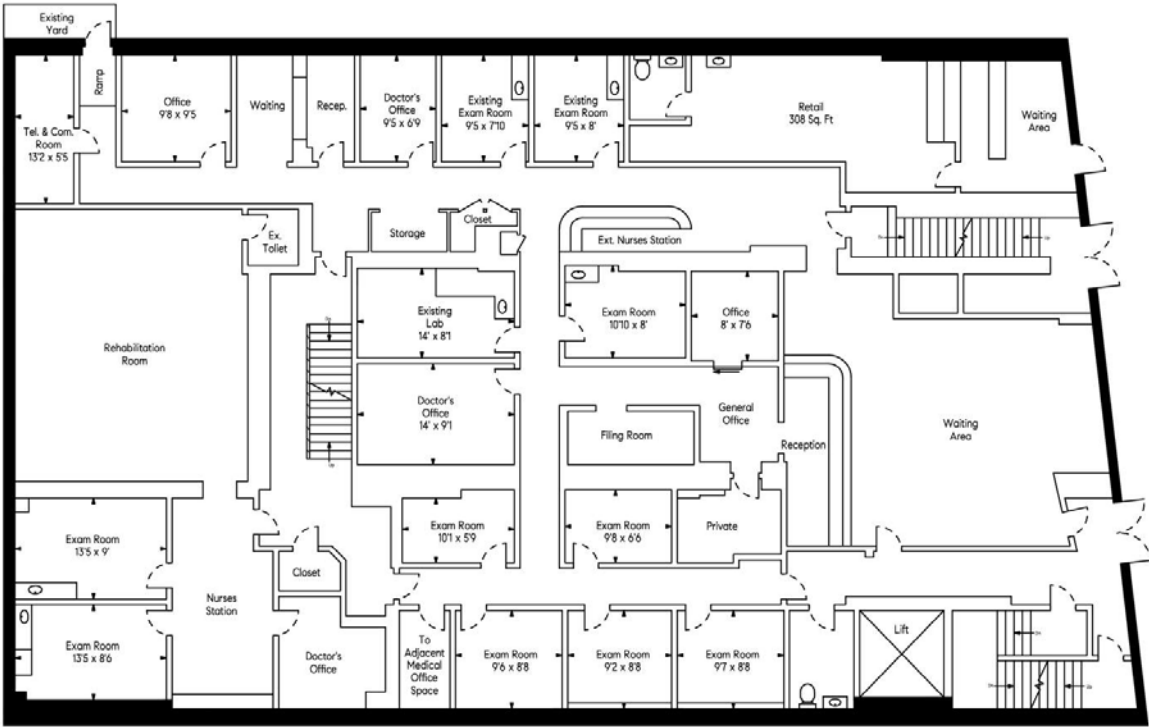 Existing
Yard
Ramp
Tel. & Com.
Room
13'2 x 5'5
Office
9'8 x 9'5
Waiting
Recep.
Doctor's
Office
9'5 x 6'9
Existing
Exam Room
9'5 x 7'10
Existing
Exam Room
9'5 x 8'
Retail
308 Sq. Ft
Waiting
Area
Ex.
Toilet
Storage
Closet
Ext. Nurses Station
Rehabilitation
Room
Existing
Lab
14' x 8'1
Exam Room
10'10 x 8'
Office
8' x 7'6
Doctor's
Office
14' x 9'1
General
Office
Filing Room
Reception
Waiting
Area
Exam Room
13'5 x 9'
Exam Room
10'1 x 5'9
Exam Room
9'8 x 6'6
Private
Closet
Nurses
Station
Exam Room
13'5 x 8'6
Doctor's
Office
To
Adjacent
Medical
Office
Space
Exam Room
9'6 x 8'8
Exam Room
9'2 x 8'8
Exam Room
9'7 x 8'8
Lift